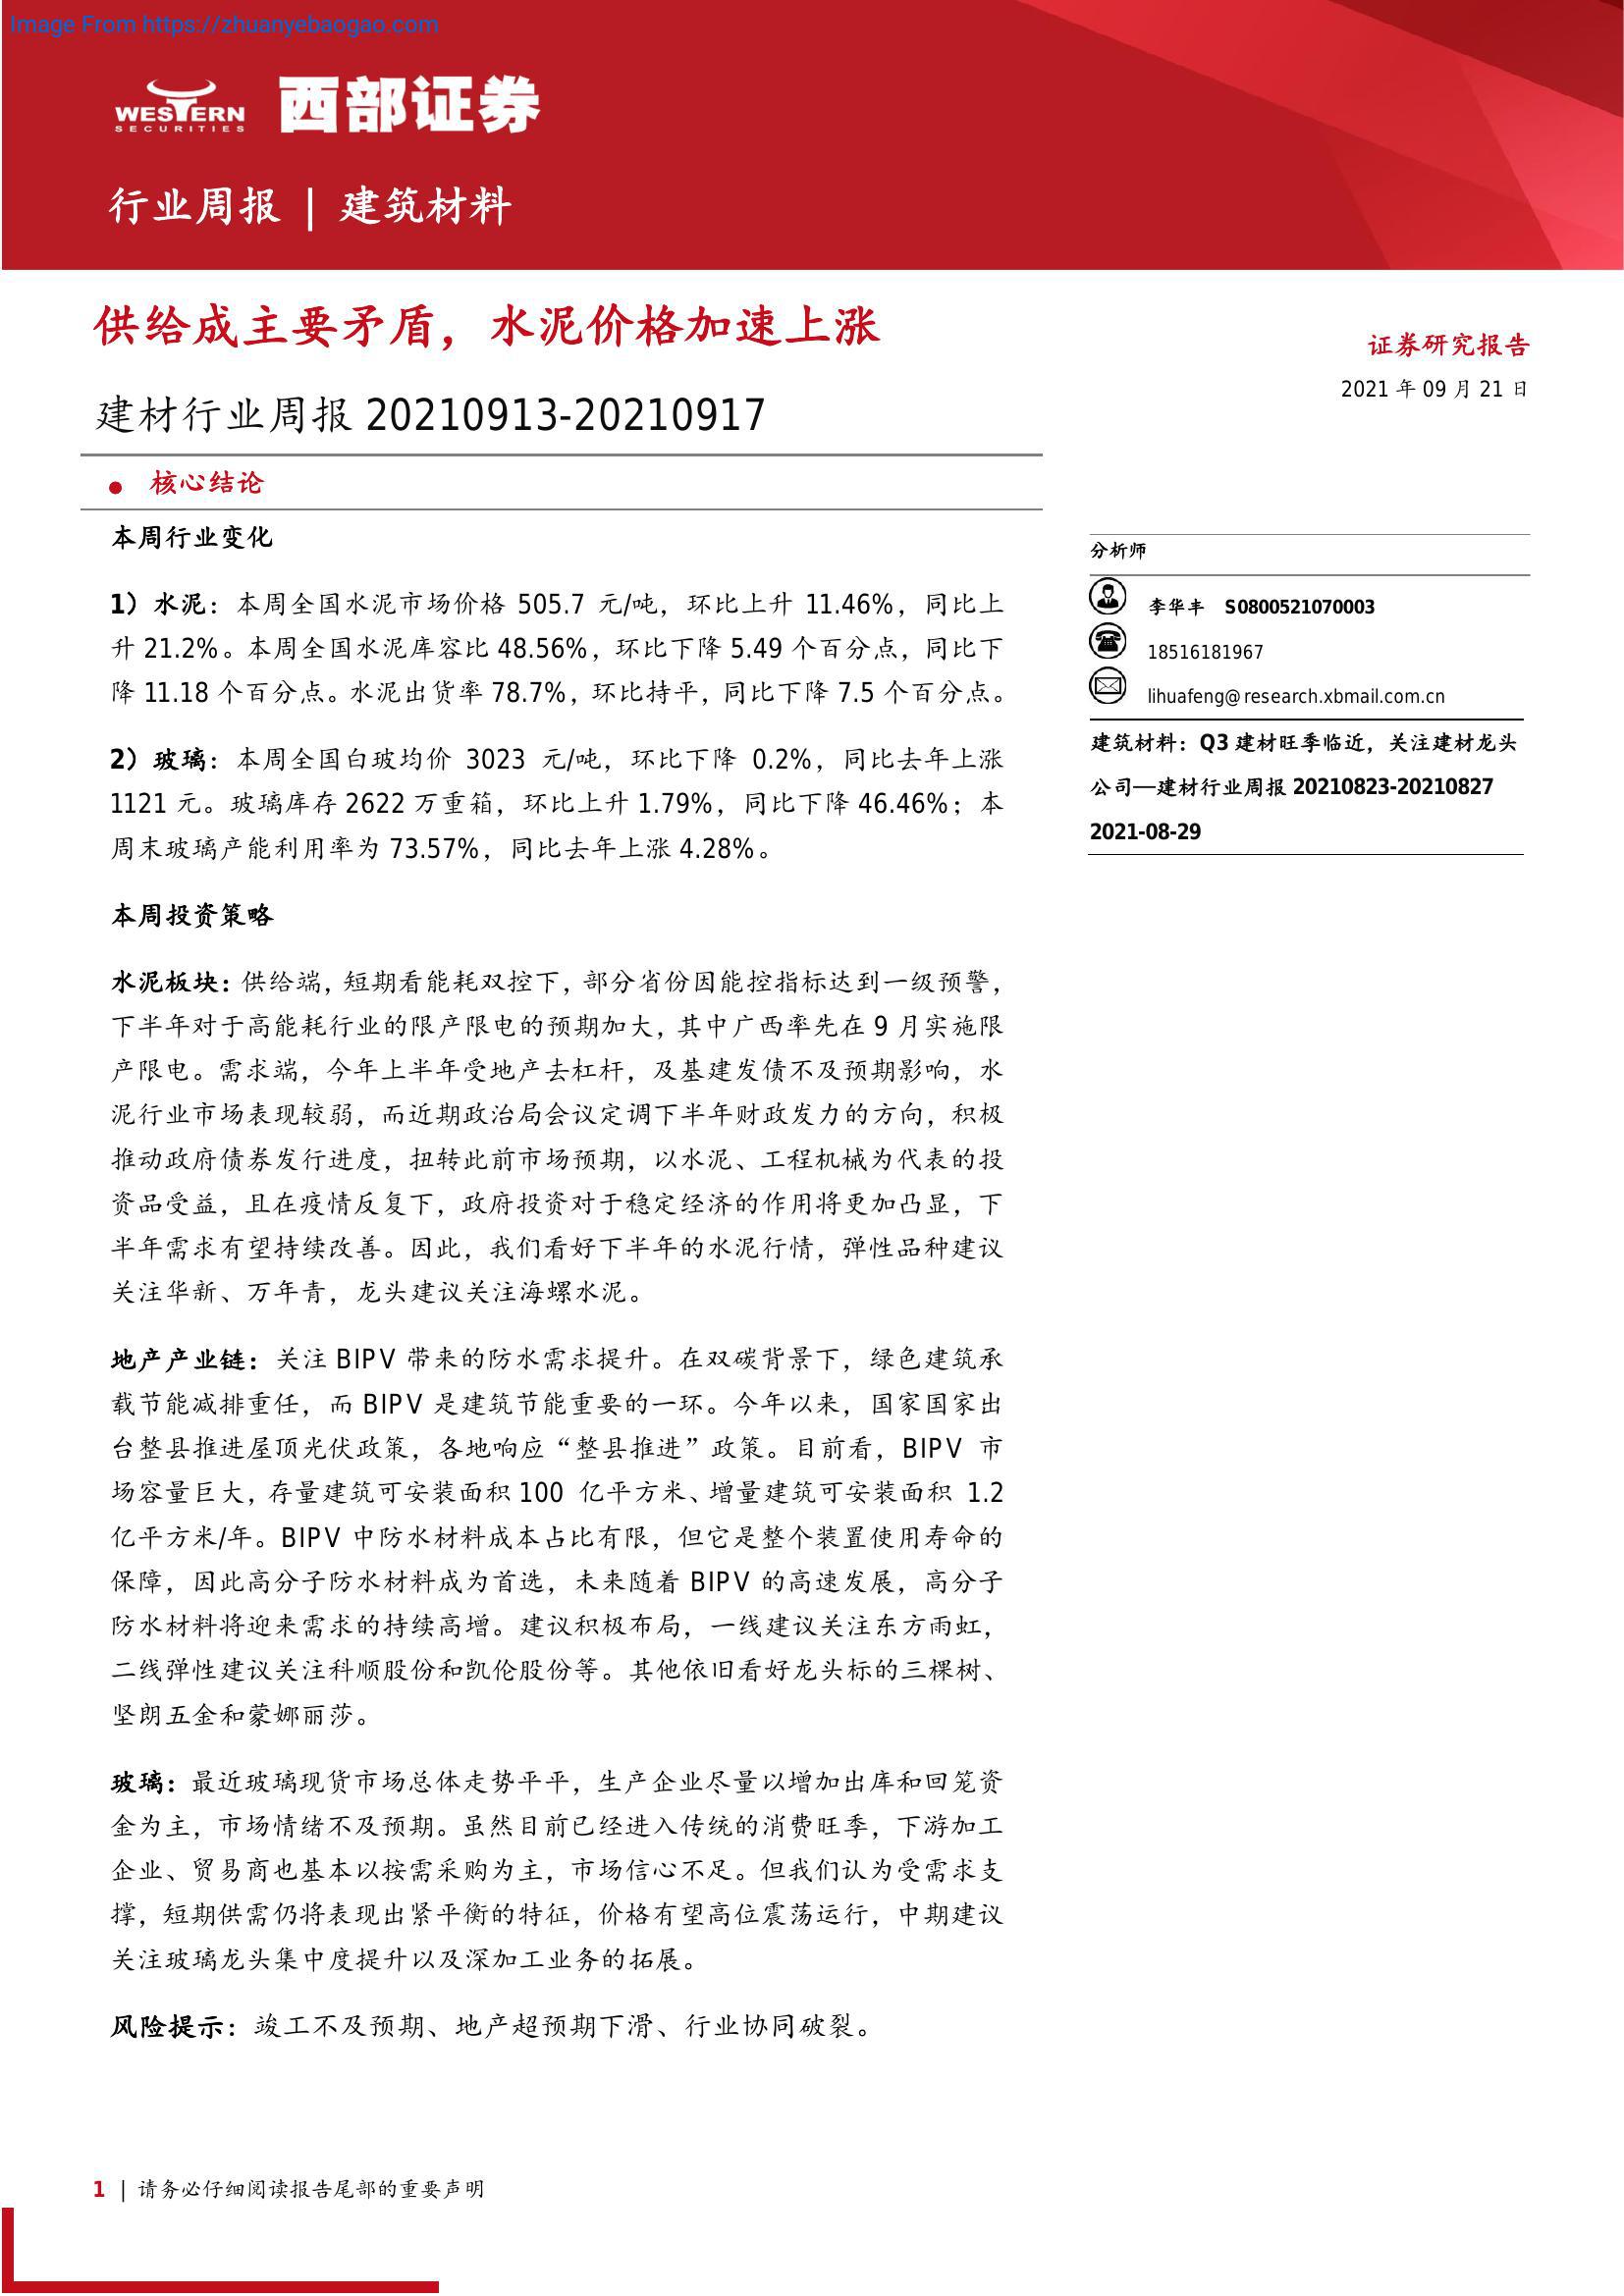 Image From https://zhuanyebaogao.com
WESTERN
SECURITIES
西部证券
行业周报 | 建筑材料
供给成主要矛盾，水泥价格加速上涨
证券研究报告
2021 年 09 月 21 日
建材行业周报 20210913-20210917
● 核心结论
本周行业变化
1）水泥：本周全国水泥市场价格 505.7 元/吨，环比上升 11.46%，同比上
升 21.2%。本周全国水泥库容比 48.56%，环比下降 5.49 个百分点，同比下
降 11.18 个百分点。水泥出货率 78.7%，环比持平，同比下降 7.5 个百分点。
2）玻璃：本周全国白玻均价 3023 元/吨，环比下降 0.2%，同比去年上涨
1121 元。玻璃库存 2622 万重箱，环比上升 1.79%，同比下降 46.46%；本
周末玻璃产能利用率为 73.57%，同比去年上涨 4.28%。
本周投资策略
水泥板块：供给端，短期看能耗双控下，部分省份因能控指标达到一级预警，
下半年对于高能耗行业的限产限电的预期加大，其中广西率先在 9 月实施限
产限电。需求端，今年上半年受地产去杠杆，及基建发债不及预期影响，水
泥行业市场表现较弱，而近期政治局会议定调下半年财政发力的方向，积极
推动政府债券发行进度，扭转此前市场预期，以水泥、工程机械为代表的投
资品受益，且在疫情反复下，政府投资对于稳定经济的作用将更加凸显，下
半年需求有望持续改善。因此，我们看好下半年的水泥行情，弹性品种建议
关注华新、万年青，龙头建议关注海螺水泥。
地产产业链：关注 BIPV 带来的防水需求提升。在双碳背景下，绿色建筑承
载节能减排重任，而 BIPV 是建筑节能重要的一环。今年以来，国家国家出
台整县推进屋顶光伏政策，各地响应“整县推进”政策。目前看，BIPV 市
场容量巨大，存量建筑可安装面积 100 亿平方米、增量建筑可安装面积 1.2
亿平方米/年。BIPV 中防水材料成本占比有限，但它是整个装置使用寿命的
保障，因此高分子防水材料成为首选，未来随着 BIPV 的高速发展，高分子
防水材料将迎来需求的持续高增。建议积极布局，一线建议关注东方雨虹，
二线弹性建议关注科顺股份和凯伦股份等。其他依旧看好龙头标的三棵树、
坚朗五金和蒙娜丽莎。
玻璃：最近玻璃现货市场总体走势平平，生产企业尽量以增加出库和回笼资
金为主，市场情绪不及预期。虽然目前已经进入传统的消费旺季，下游加工
企业、贸易商也基本以按需采购为主，市场信心不足。但我们认为受需求支
撑，短期供需仍将表现出紧平衡的特征，价格有望高位震荡运行，中期建议
关注玻璃龙头集中度提升以及深加工业务的拓展。
风险提示：竣工不及预期、地产超预期下滑、行业协同破裂。
分析师
李华丰 S0800521070003
18516181967
lihuafeng@research.xbmail.com.cn
建筑材料：Q3 建材旺季临近，关注建材龙头
公司—建材行业周报 20210823-20210827
2021-08-29
1 | 请务必仔细阅读报告尾部的重要声明